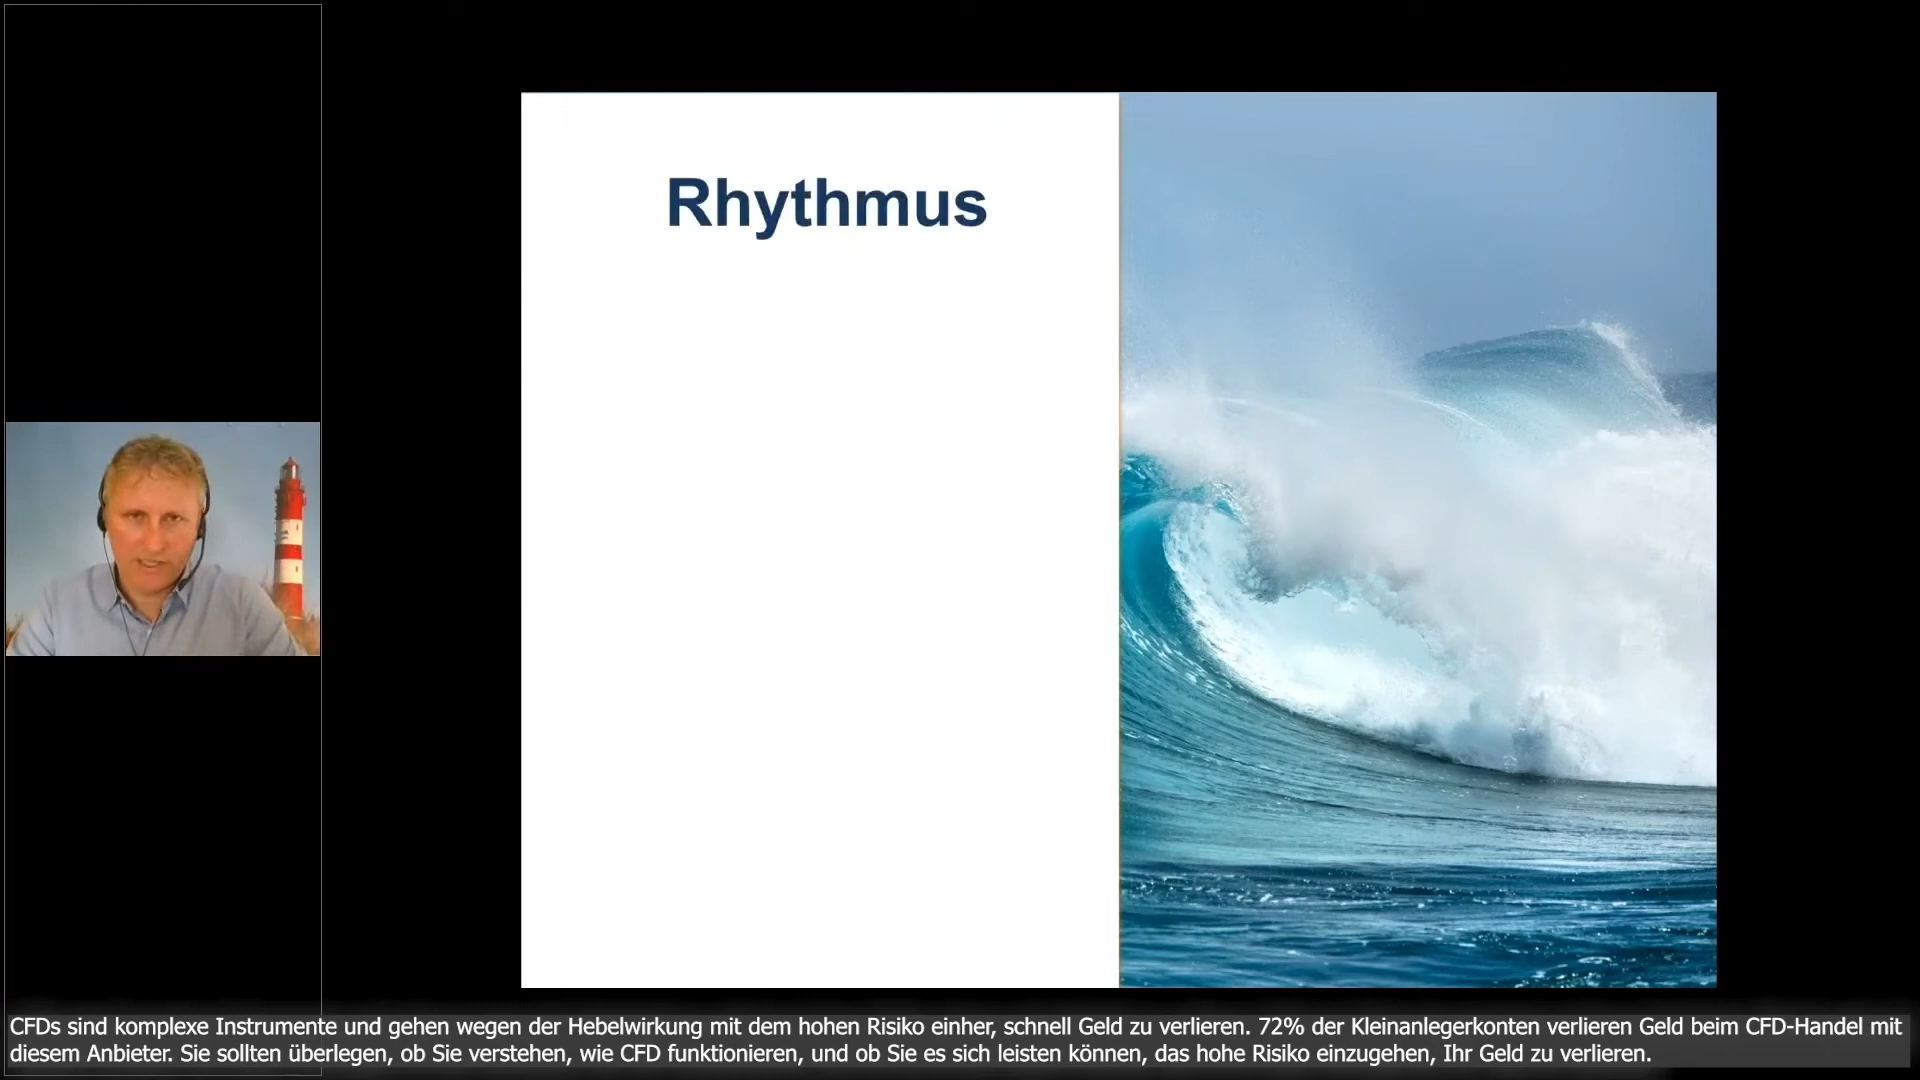 Rhythmus
CFDs sind komplexe Instrumente und gehen wegen der Hebelwirkung mit dem hohen Risiko einher, schnell Geld zu verlieren. 72% der Kleinanlegerkonten verlieren Geld beim CFD-Handel mit
diesem Anbieter. Sie sollten überlegen, ob Sie verstehen, wie CFD funktionieren, und ob Sie es sich leisten können, das hohe Risiko einzugehen, Ihr Geld zu verlieren.